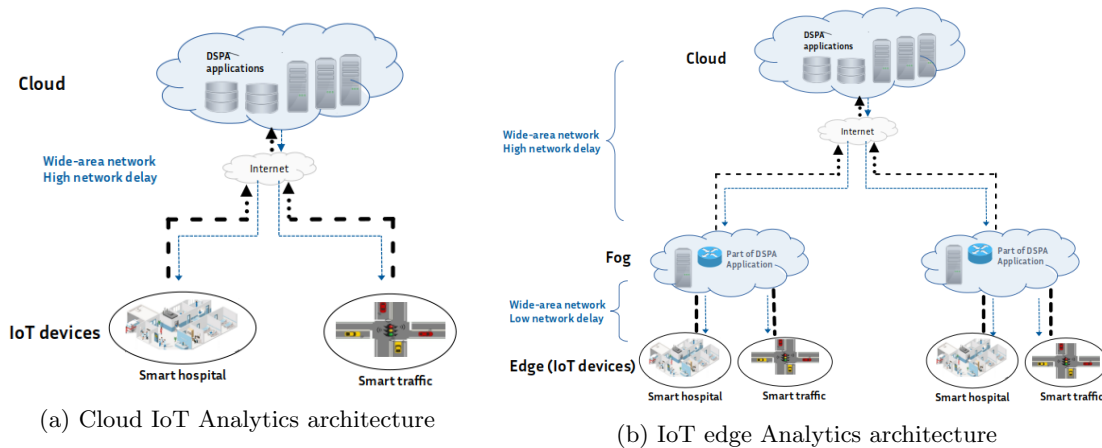 DSPA
applications
Cloud
Wide-area network
High network delay
Internet
IoT devices
Smart hospital
Smart traffic
(a) Cloud IoT Analytics architecture
DSPA
applications
Cloud
Wide-area network
High network delay
Internet
Part of DSPA
Application
Part of DSPA
Application
Fog
Wide-area network
Low network delay
Edge (IoT devices)
Smart hospital
Smart traffic
Smart hospital
Smart traffic
(b) IoT edge Analytics architecture